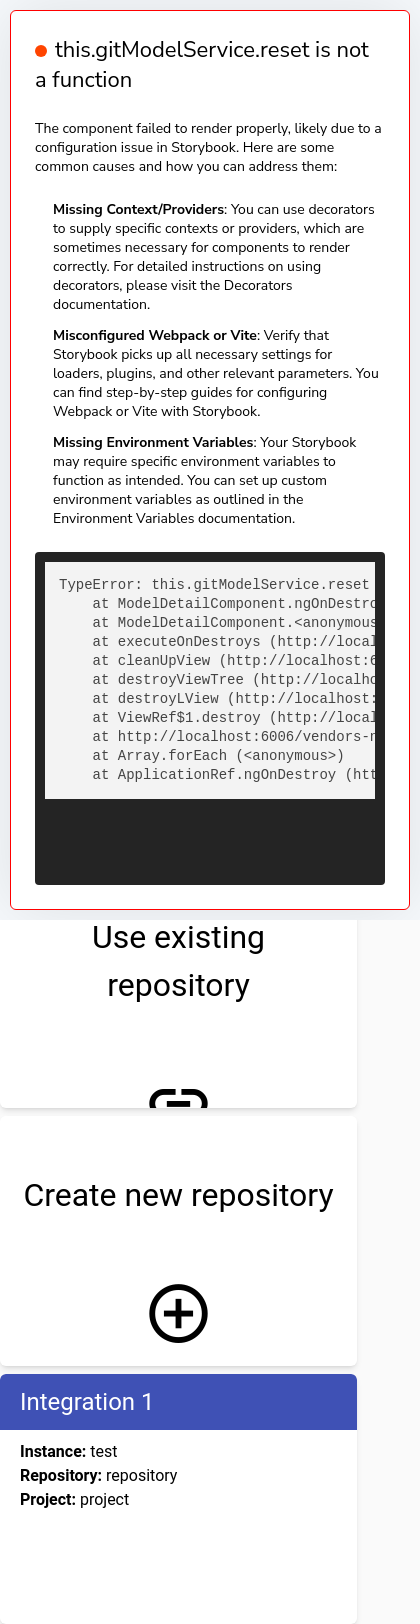 this.gitModelService.reset is not
a function
The component failed to render properly, likely due to a
configuration issue in Storybook. Here are some
common causes and how you can address them:
Missing Context/Providers: You can use decorators
to supply specific contexts or providers, which are
sometimes necessary for components to render
correctly. For detailed instructions on using
decorators, please visit the Decorators
documentation.
Misconfigured Webpack or Vite: Verify that
Storybook picks up all necessary settings for
loaders, plugins, and other relevant parameters. You
can find step-by-step guides for configuring
Webpack or Vite with Storybook.
Missing Environment Variables: Your Storybook
may require specific environment variables to
function as intended. You can set up custom
environment variables as outlined in the
Environment Variables documentation.
TypeError: this.gitModelService.reset
at ModelDetailComponent.ngOnDestro
at ModelDetailComponent.<anonymous
at executeOnDestroys (http://local
at cleanUpView (http://localhost:6
at destroyViewTree (http://localho
at destroyLView (http://localhost:
at ViewRef$1.destroy (http://local
at http://localhost:6006/vendors-n
at Array.forEach (<anonymous>)
at ApplicationRef.ngOnDestroy (htt
Use existing
repository
Create new repository
Integration 1
Instance: test
Repository: repository
Project: project